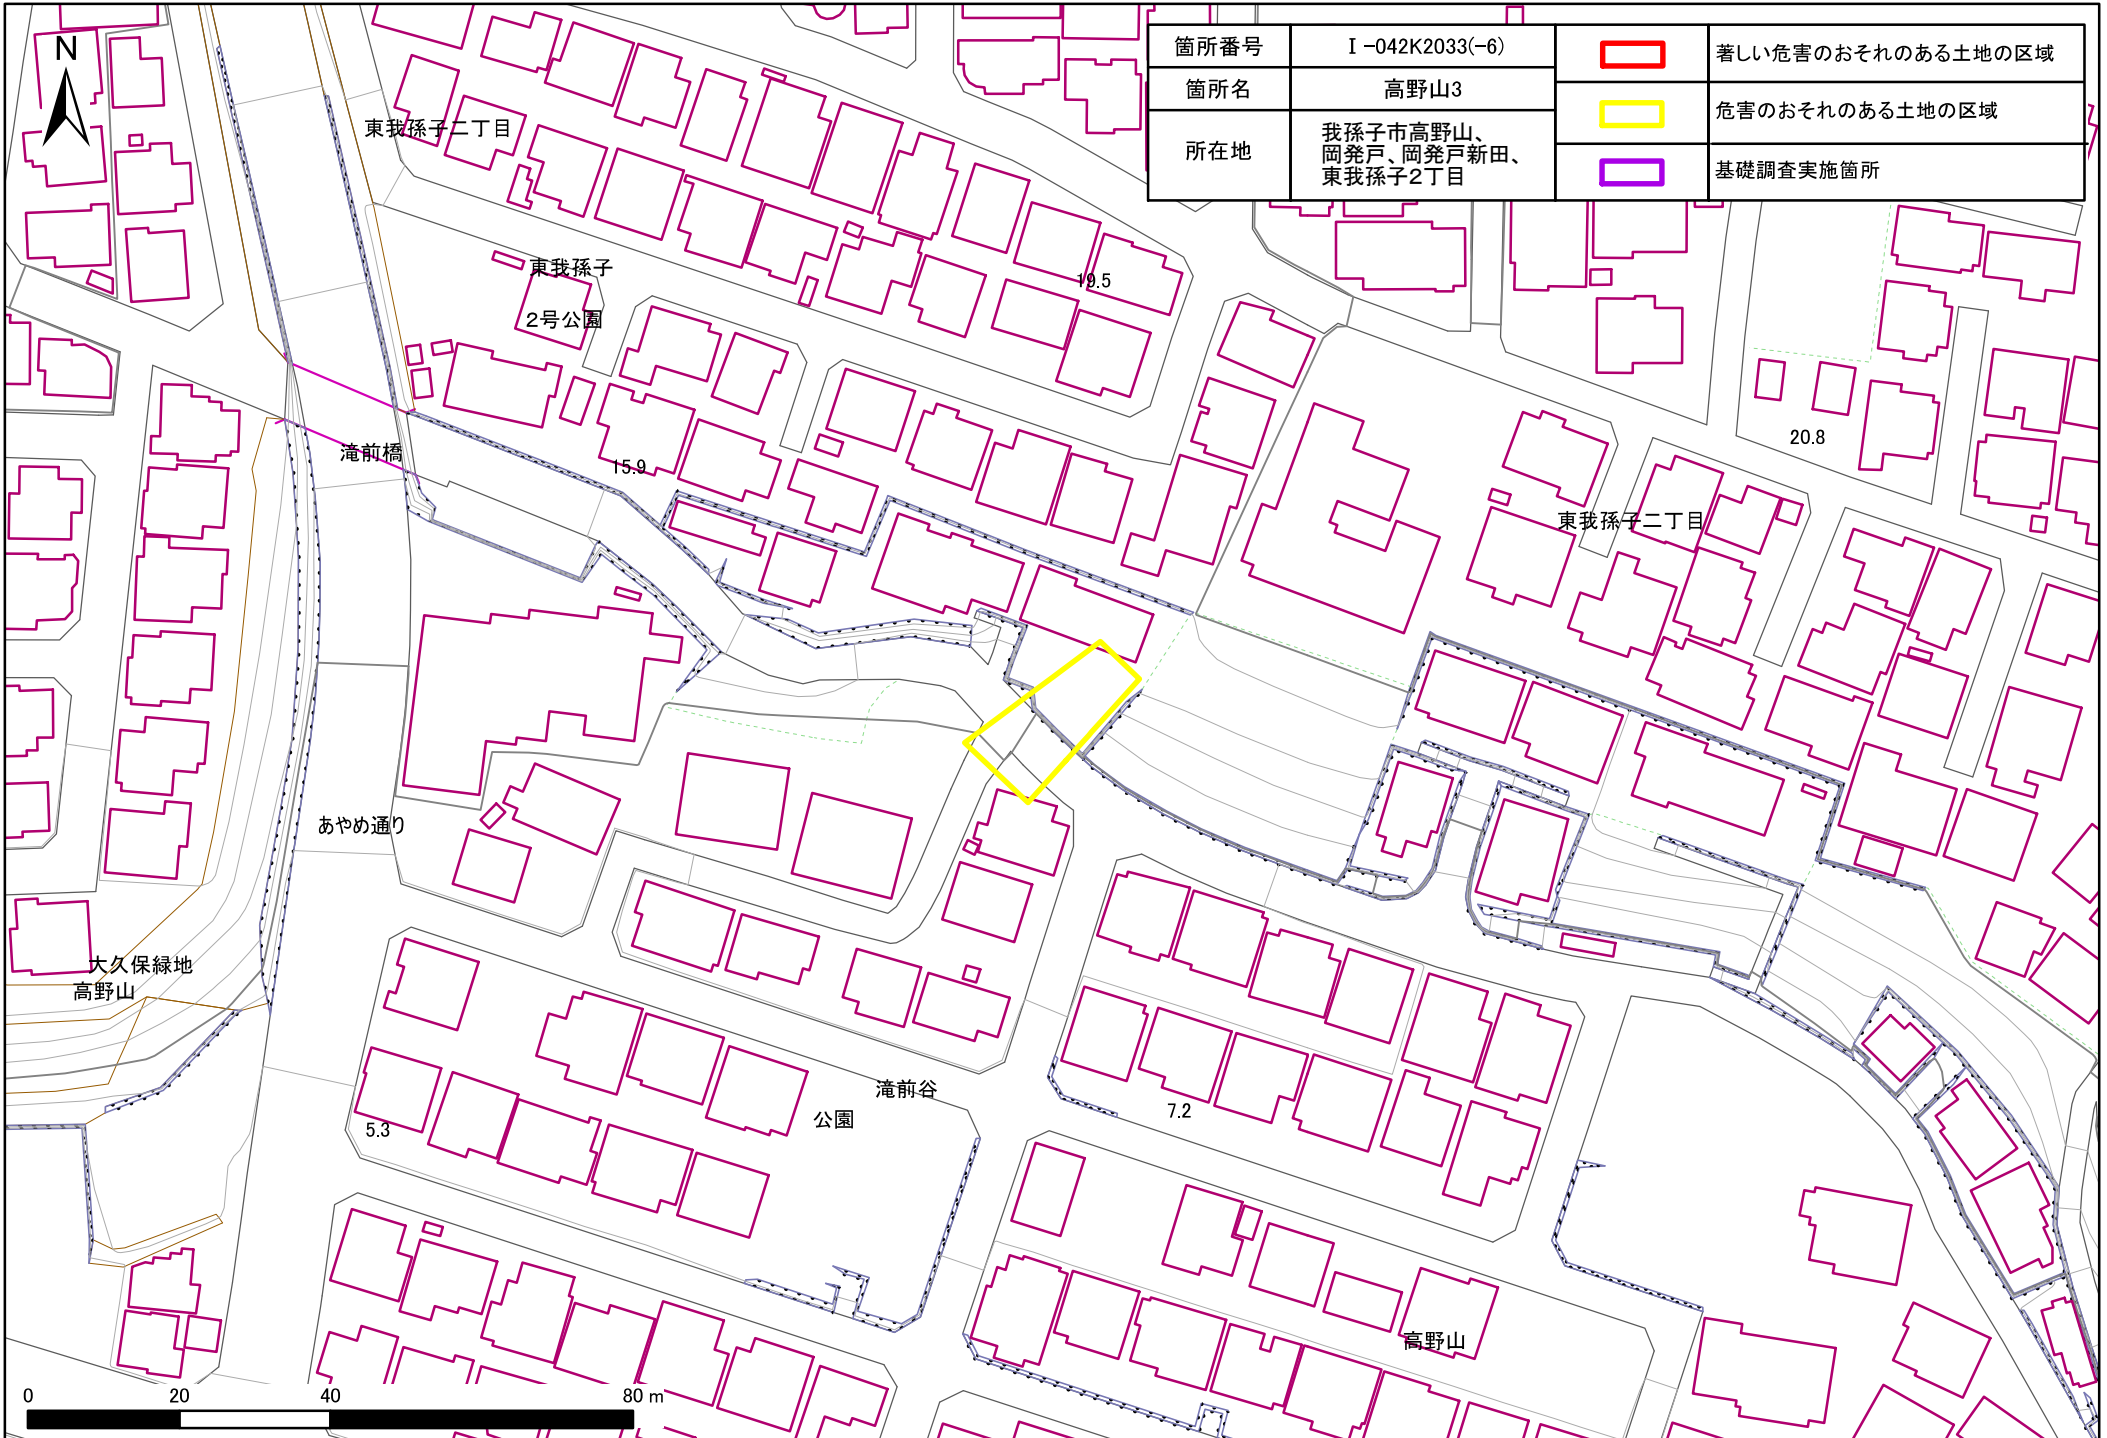 N
箇所番号
Ⅰ-042K2033(-6)
著しい危害のおそれのある土地の区域
箇所名
高野山3
危害のおそれのある土地の区域
所在地
我孫子市高野山、
岡発戸、岡発戸新田、
東我孫子2丁目
基礎調査実施箇所
東我孫子二丁目
東我孫子
2号公園
19.5
20.8
滝前橋
15.9
東我孫子二丁目
あやめ通り
大久保緑地
高野山
滝前谷
公園
5.3
7.2
高野山
0 20 40 80 m